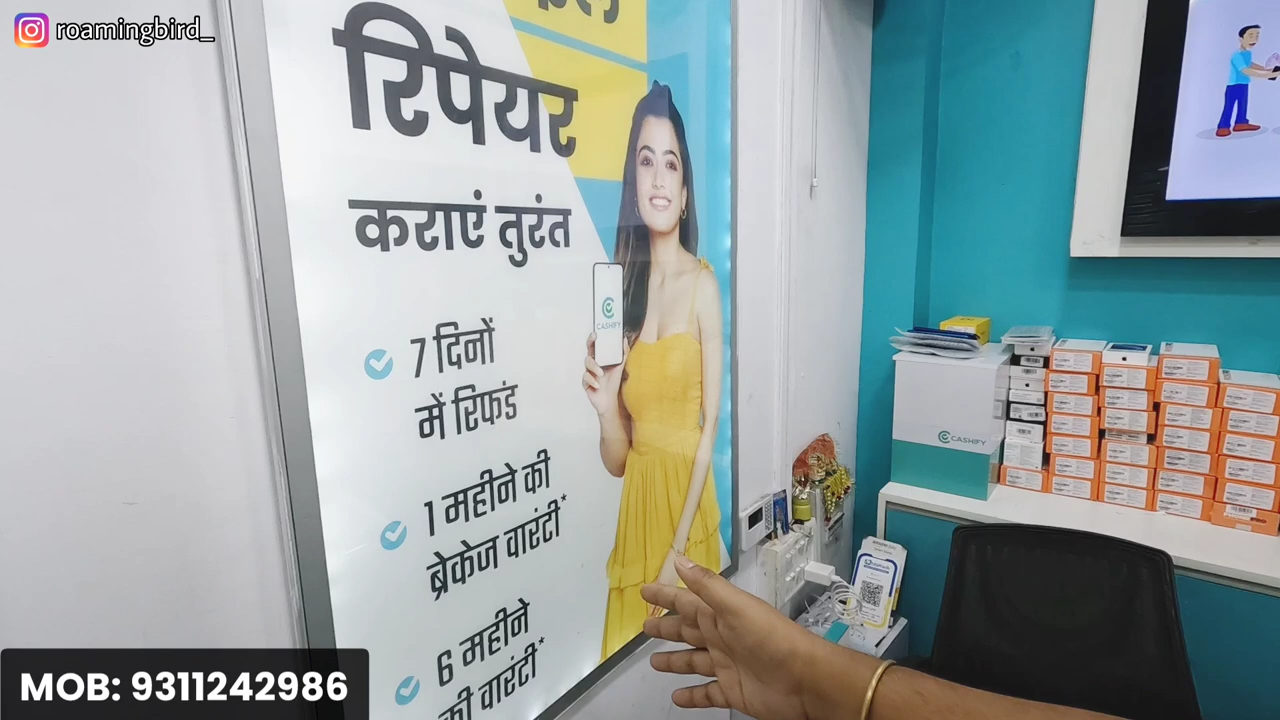 roamingbird_
रिपेयर
कराएं तुरंत
7 दिनों
में रिफंड
1 महीने की
ब्रेकेज वारंटी*
6 महीने
की वारंटी*
CASHIFY
CASHIFY
MOB: 9311242986